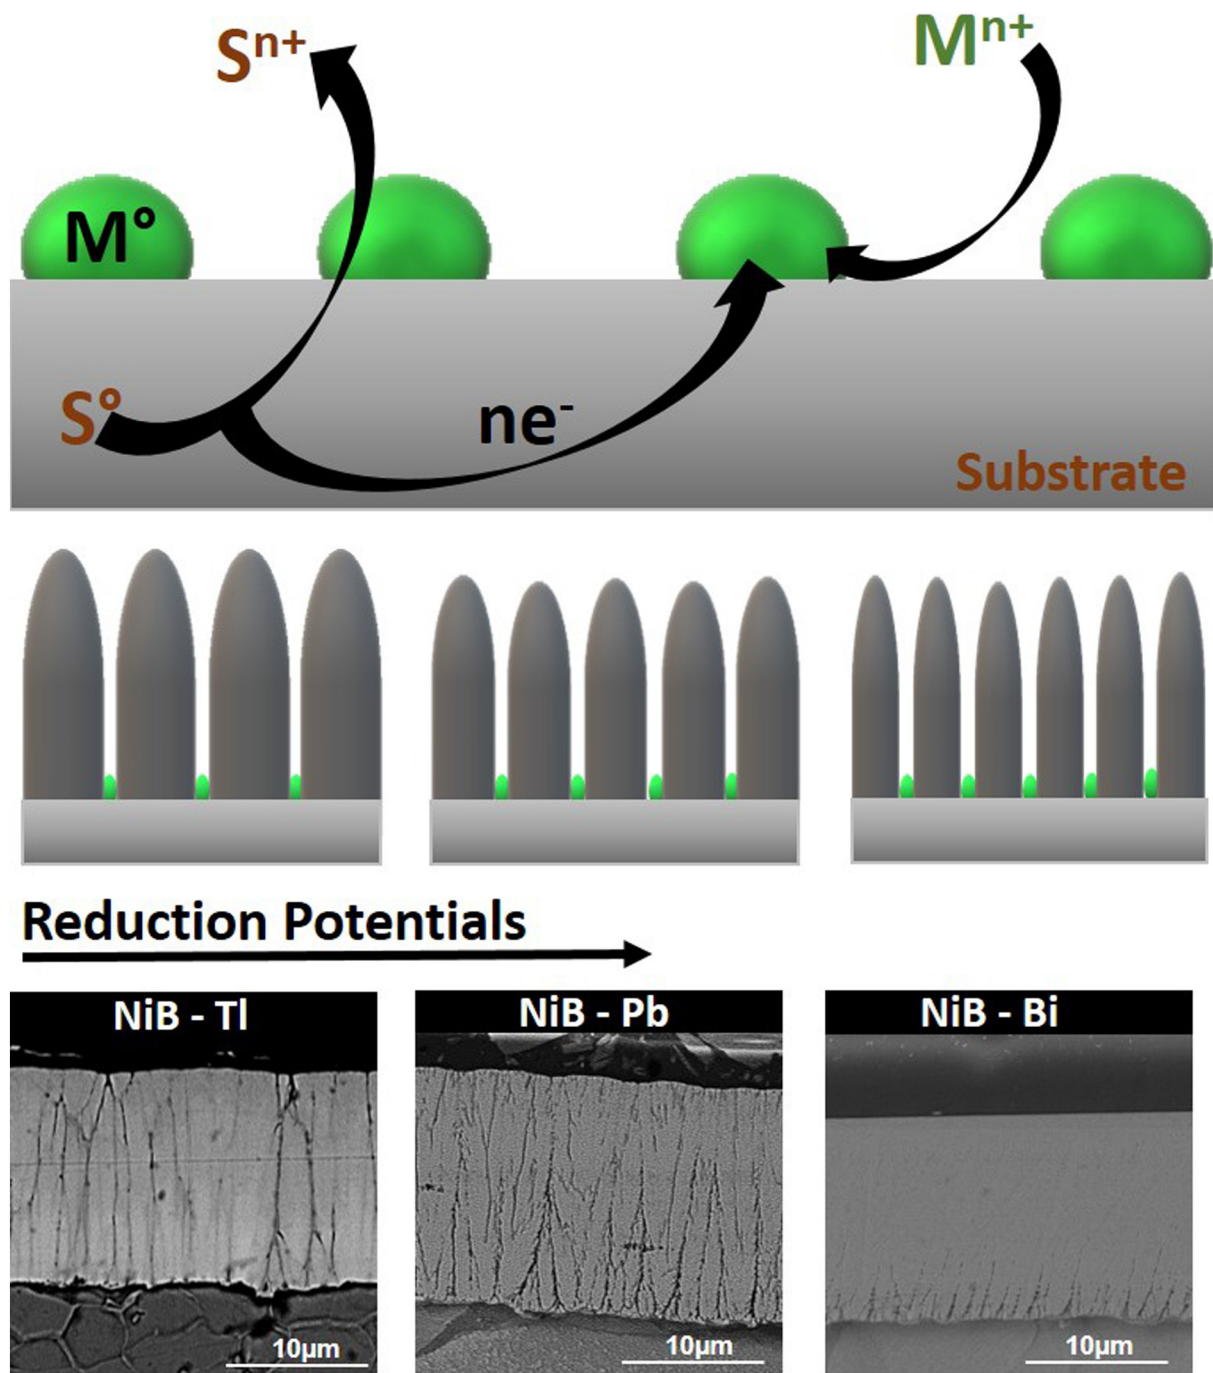 Sⁿ⁺
Mⁿ⁺
M°
S°
ne⁻
Substrate
Reduction Potentials
NiB - Tl
NiB - Pb
NiB - Bi
10µm
10µm
10µm